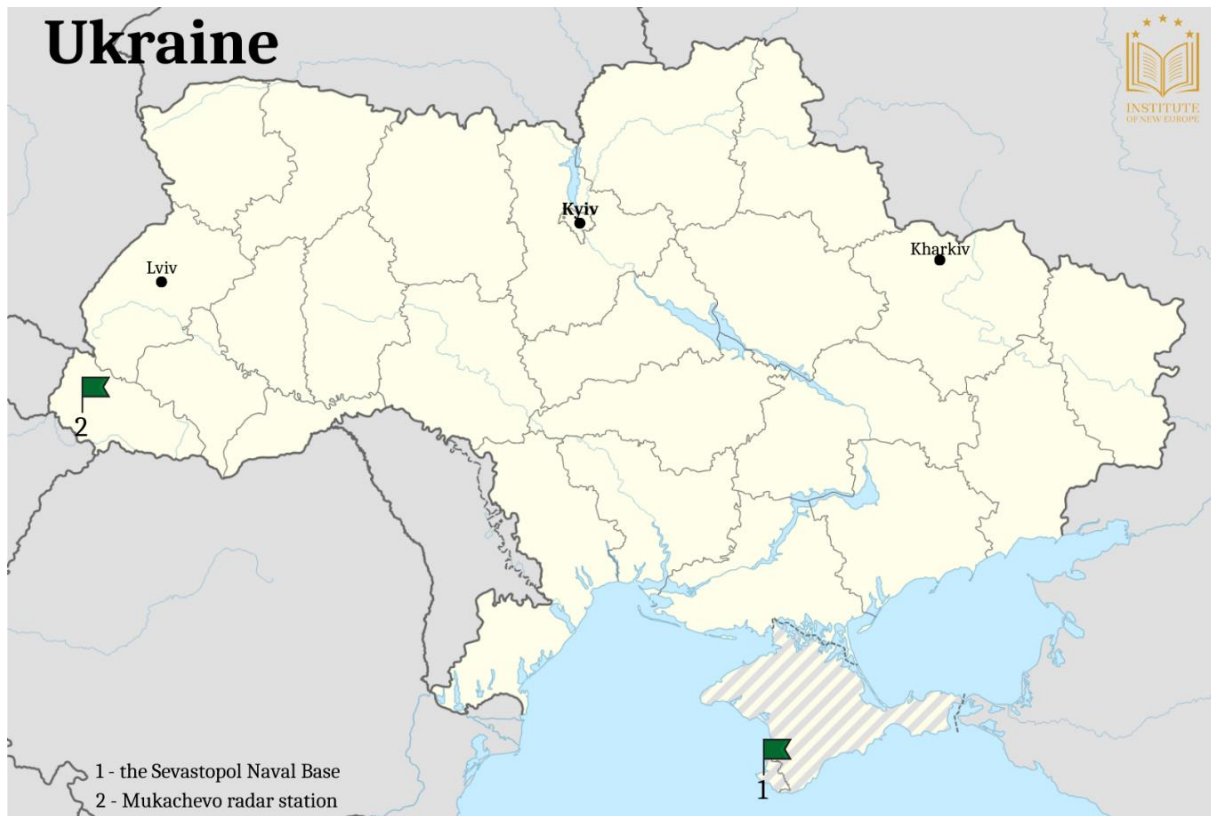 Ukraine
INSTITUTE
OF NEW EUROPE
Kyiv
Kharkiv
Lviv
2
1
1 - the Sevastopol Naval Base
2 - Mukachevo radar station